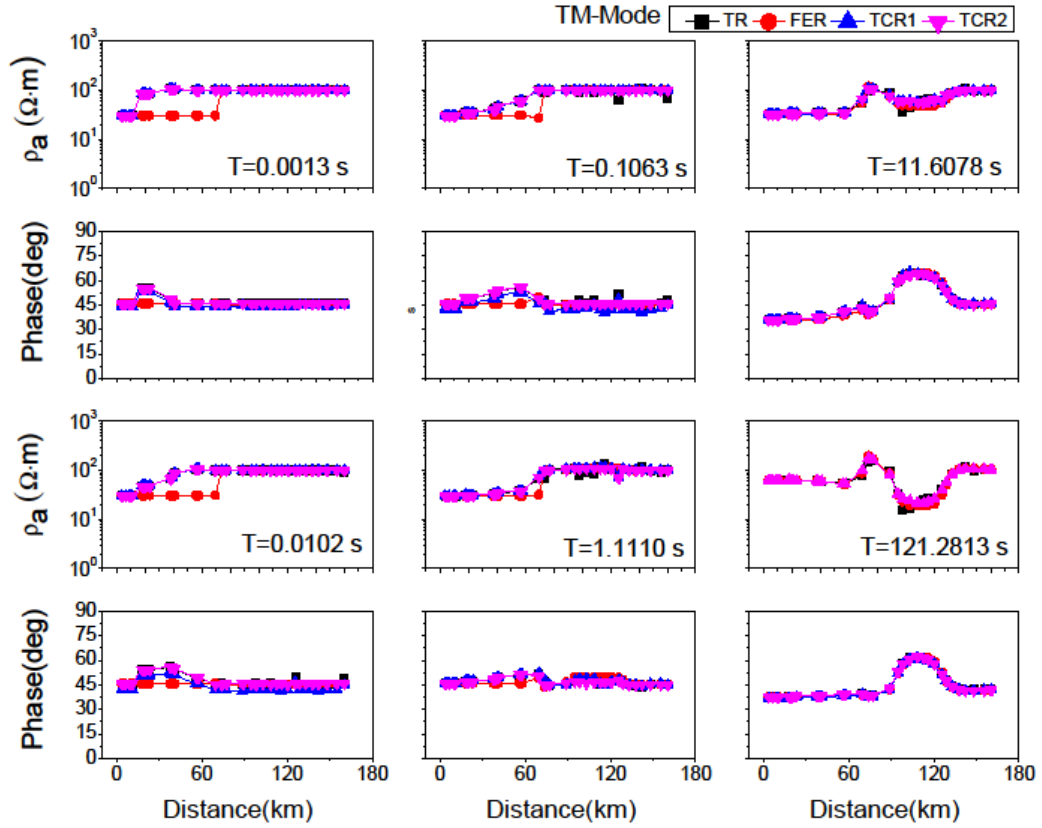 TM-Mode TR FER TCR1 TCR2
10³
10²
10¹
10⁰
ρa (Ω·m)
T=0.0013 s
T=0.1063 s
T=11.6078 s
90
75
60
45
30
15
0
Phase(deg)
s
10³
10²
10¹
10⁰
ρa (Ω·m)
T=0.0102 s
T=1.1110 s
T=121.2813 s
90
75
60
45
30
15
0
Phase(deg)
0 60 120 180 0 60 120 180 0 60 120 180
Distance(km) Distance(km) Distance(km)